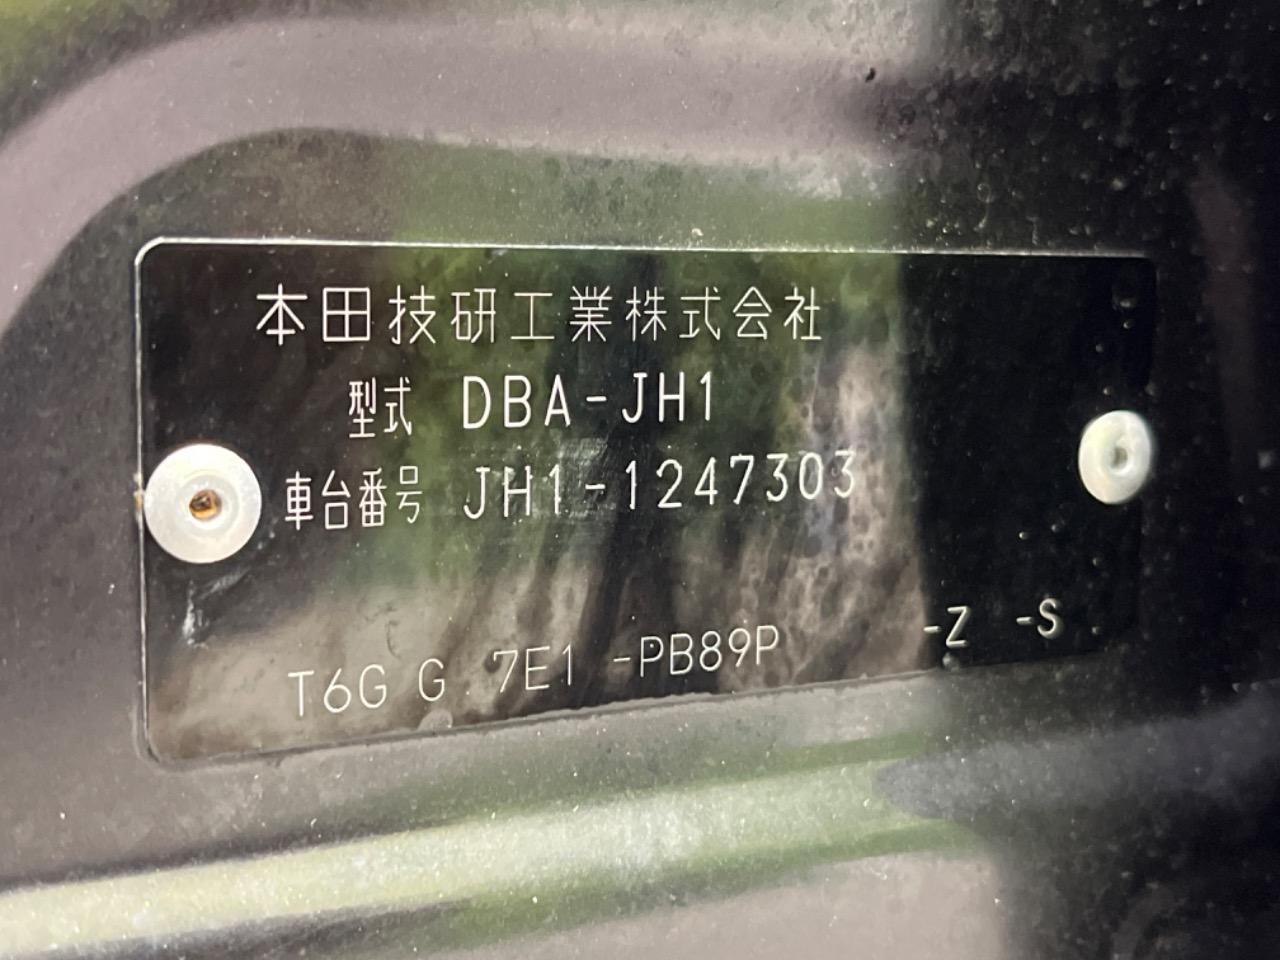 本田技研工業株式会社
型式 DBA-JH1
車台番号 JH1-1247303
T6G G 7E1 -PB89P -Z -S